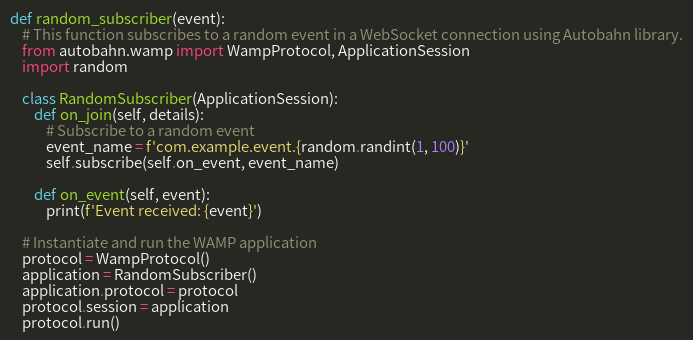 def random_subscriber(event):
    # This function subscribes to a random event in a WebSocket connection using Autobahn library.
    from autobahn.wamp import WampProtocol, ApplicationSession
    import random

    class RandomSubscriber(ApplicationSession):
        def on_join(self, details):
            # Subscribe to a random event
            event_name = f'com.example.event.{random.randint(1, 100)}'
            self.subscribe(self.on_event, event_name)

        def on_event(self, event):
            print(f'Event received: {event}')

    # Instantiate and run the WAMP application
    protocol = WampProtocol()
    application = RandomSubscriber()
    application.protocol = protocol
    protocol.session = application
    protocol.run()